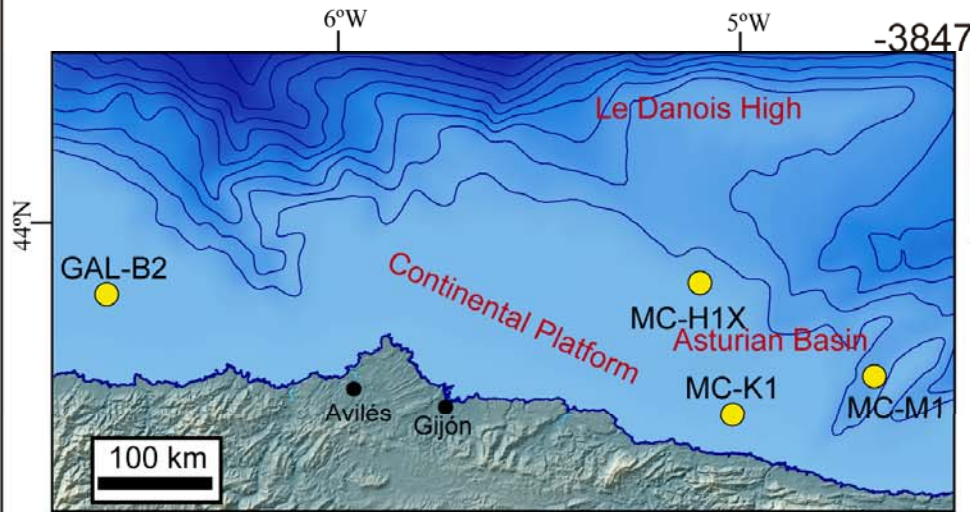 6ºW
5ºW
-3847
Le Danois High
44ºN
GAL-B2
Continental Platform
MC-H1X
Asturian Basin
MC-K1
MC-M1
Avilés
Gijón
100 km